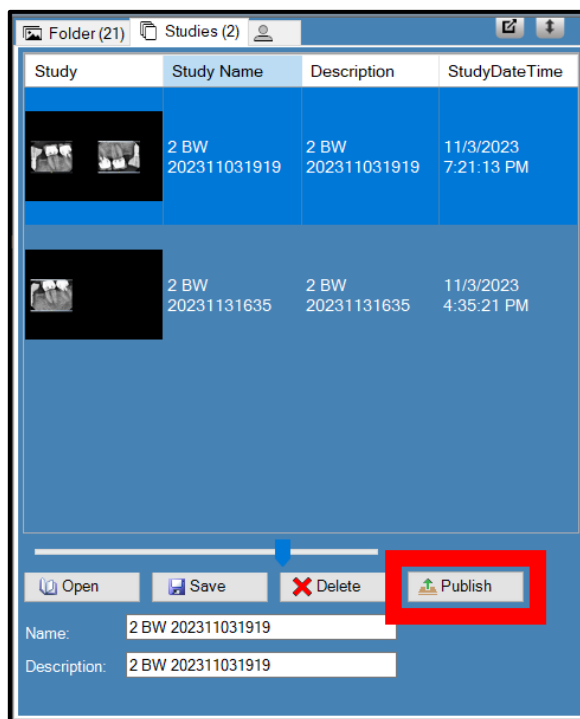 Folder (21) Studies (2)
Study Study Name Description StudyDateTime
2 BW 2 BW 11/3/2023
202311031919 202311031919 7:21:13 PM
2 BW 2 BW 11/3/2023
20231131635 20231131635 4:35:21 PM
Open Save Delete Publish
Name: 2 BW 202311031919
Description: 2 BW 202311031919